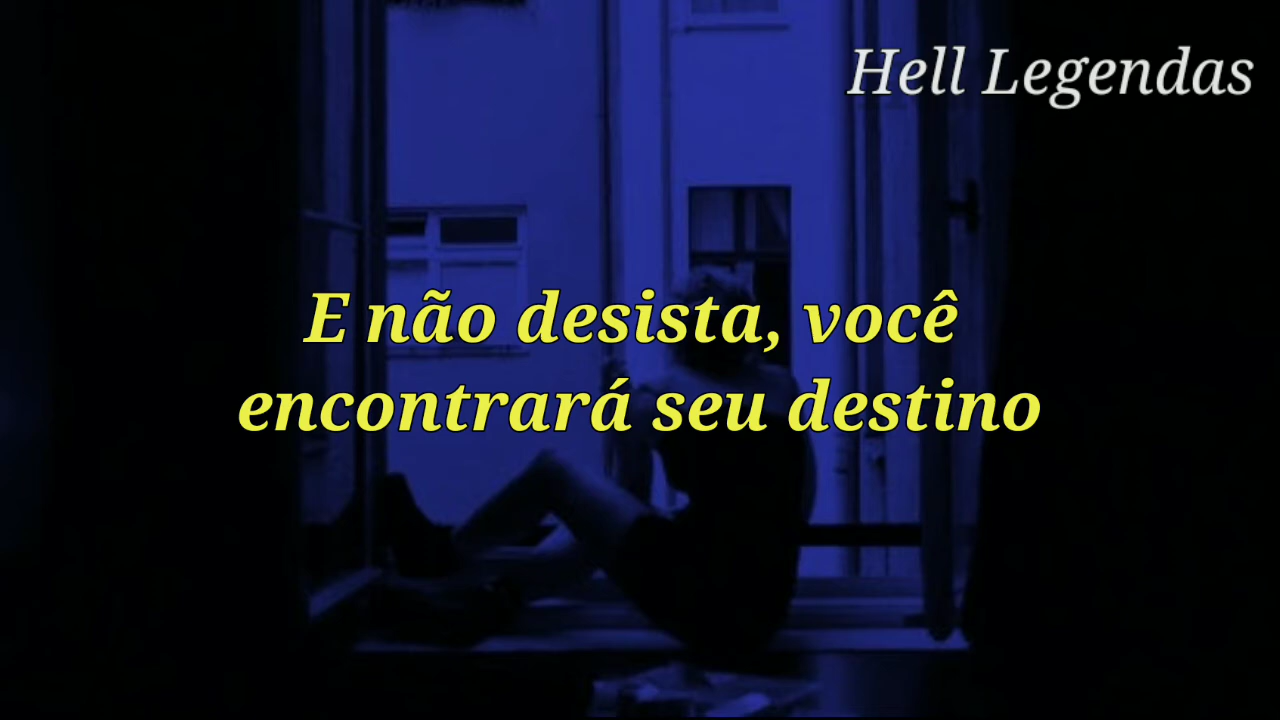 Hell Legendas
E não desista, você
encontrará seu destino